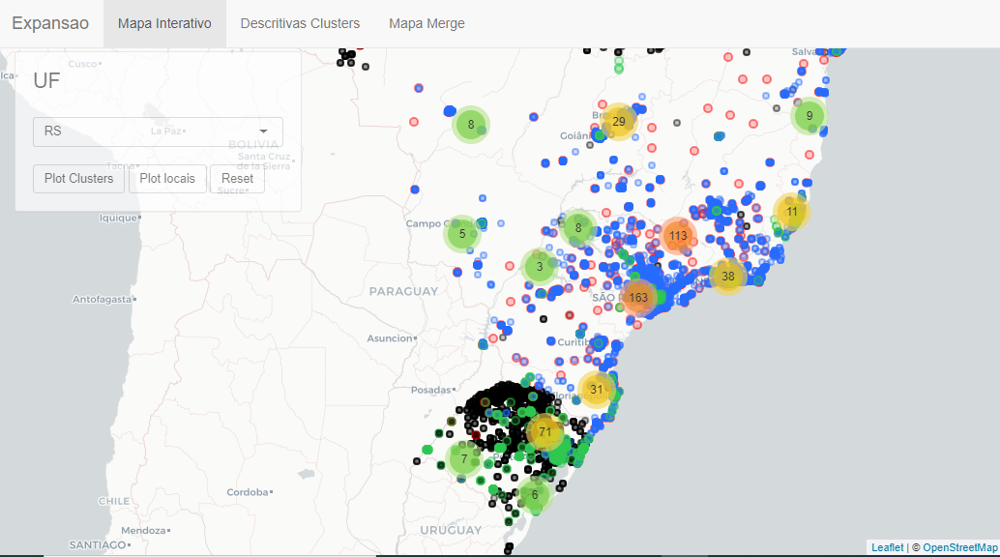 Expansao Mapa Interativo Descritivas Clusters Mapa Merge
Cusco
UF
RS
La Paz
BOLIVIA
Santa Cruz
de la Sierra
Tacna
Plot Clusters Plot locais Reset
Sucre
Iquique
Antofagasta
PARAGUAY
Asuncion
Posadas
Cordoba
CHILE
Mendoza
SANTIAGO
URUGUAY
Salva
8
29
9
Goiâni
Campo G
5
8
113
11
3
38
SÃO
163
Curitib
31
71
7
6
Leaflet | © OpenStreetMap